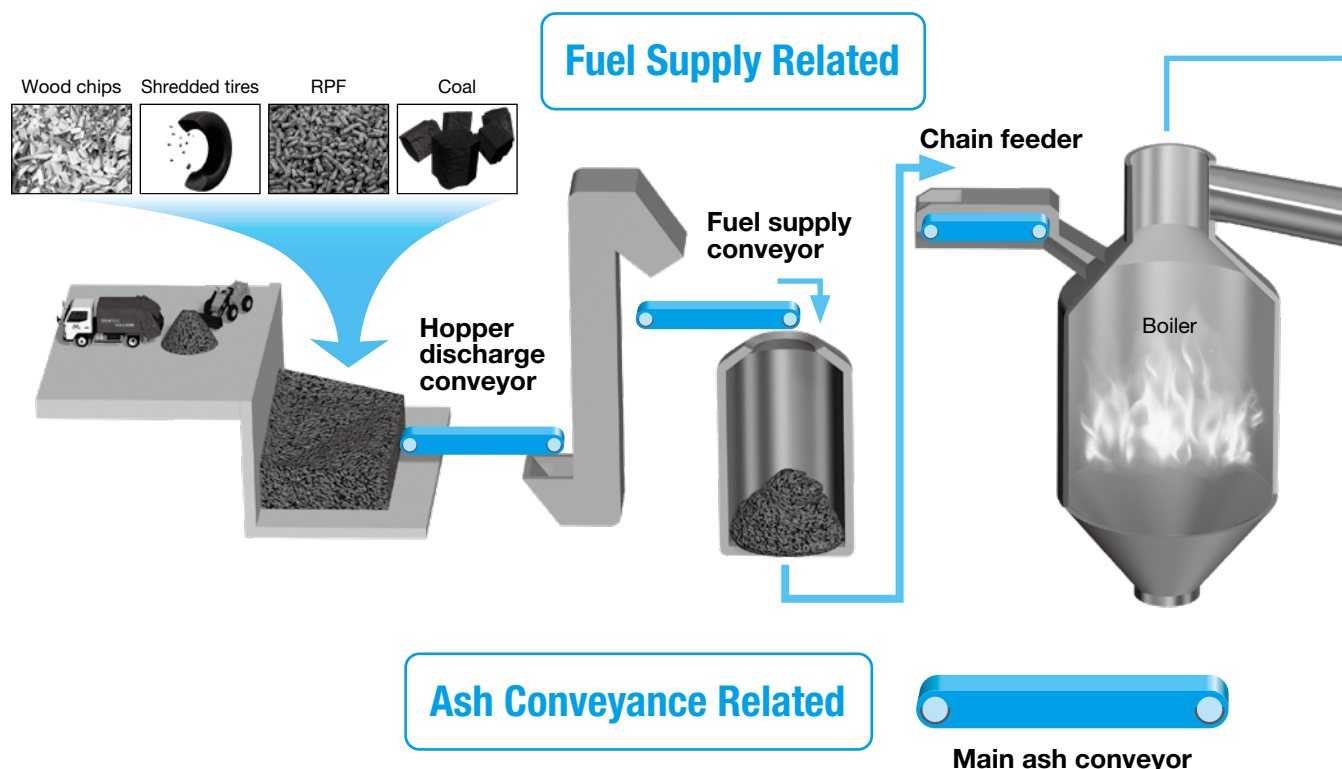 Fuel Supply Related
Wood chips
Shredded tires
RPF
Coal
Chain feeder
Fuel supply
conveyor
Hopper
discharge
conveyor
Boiler
Ash Conveyance Related
Main ash conveyor